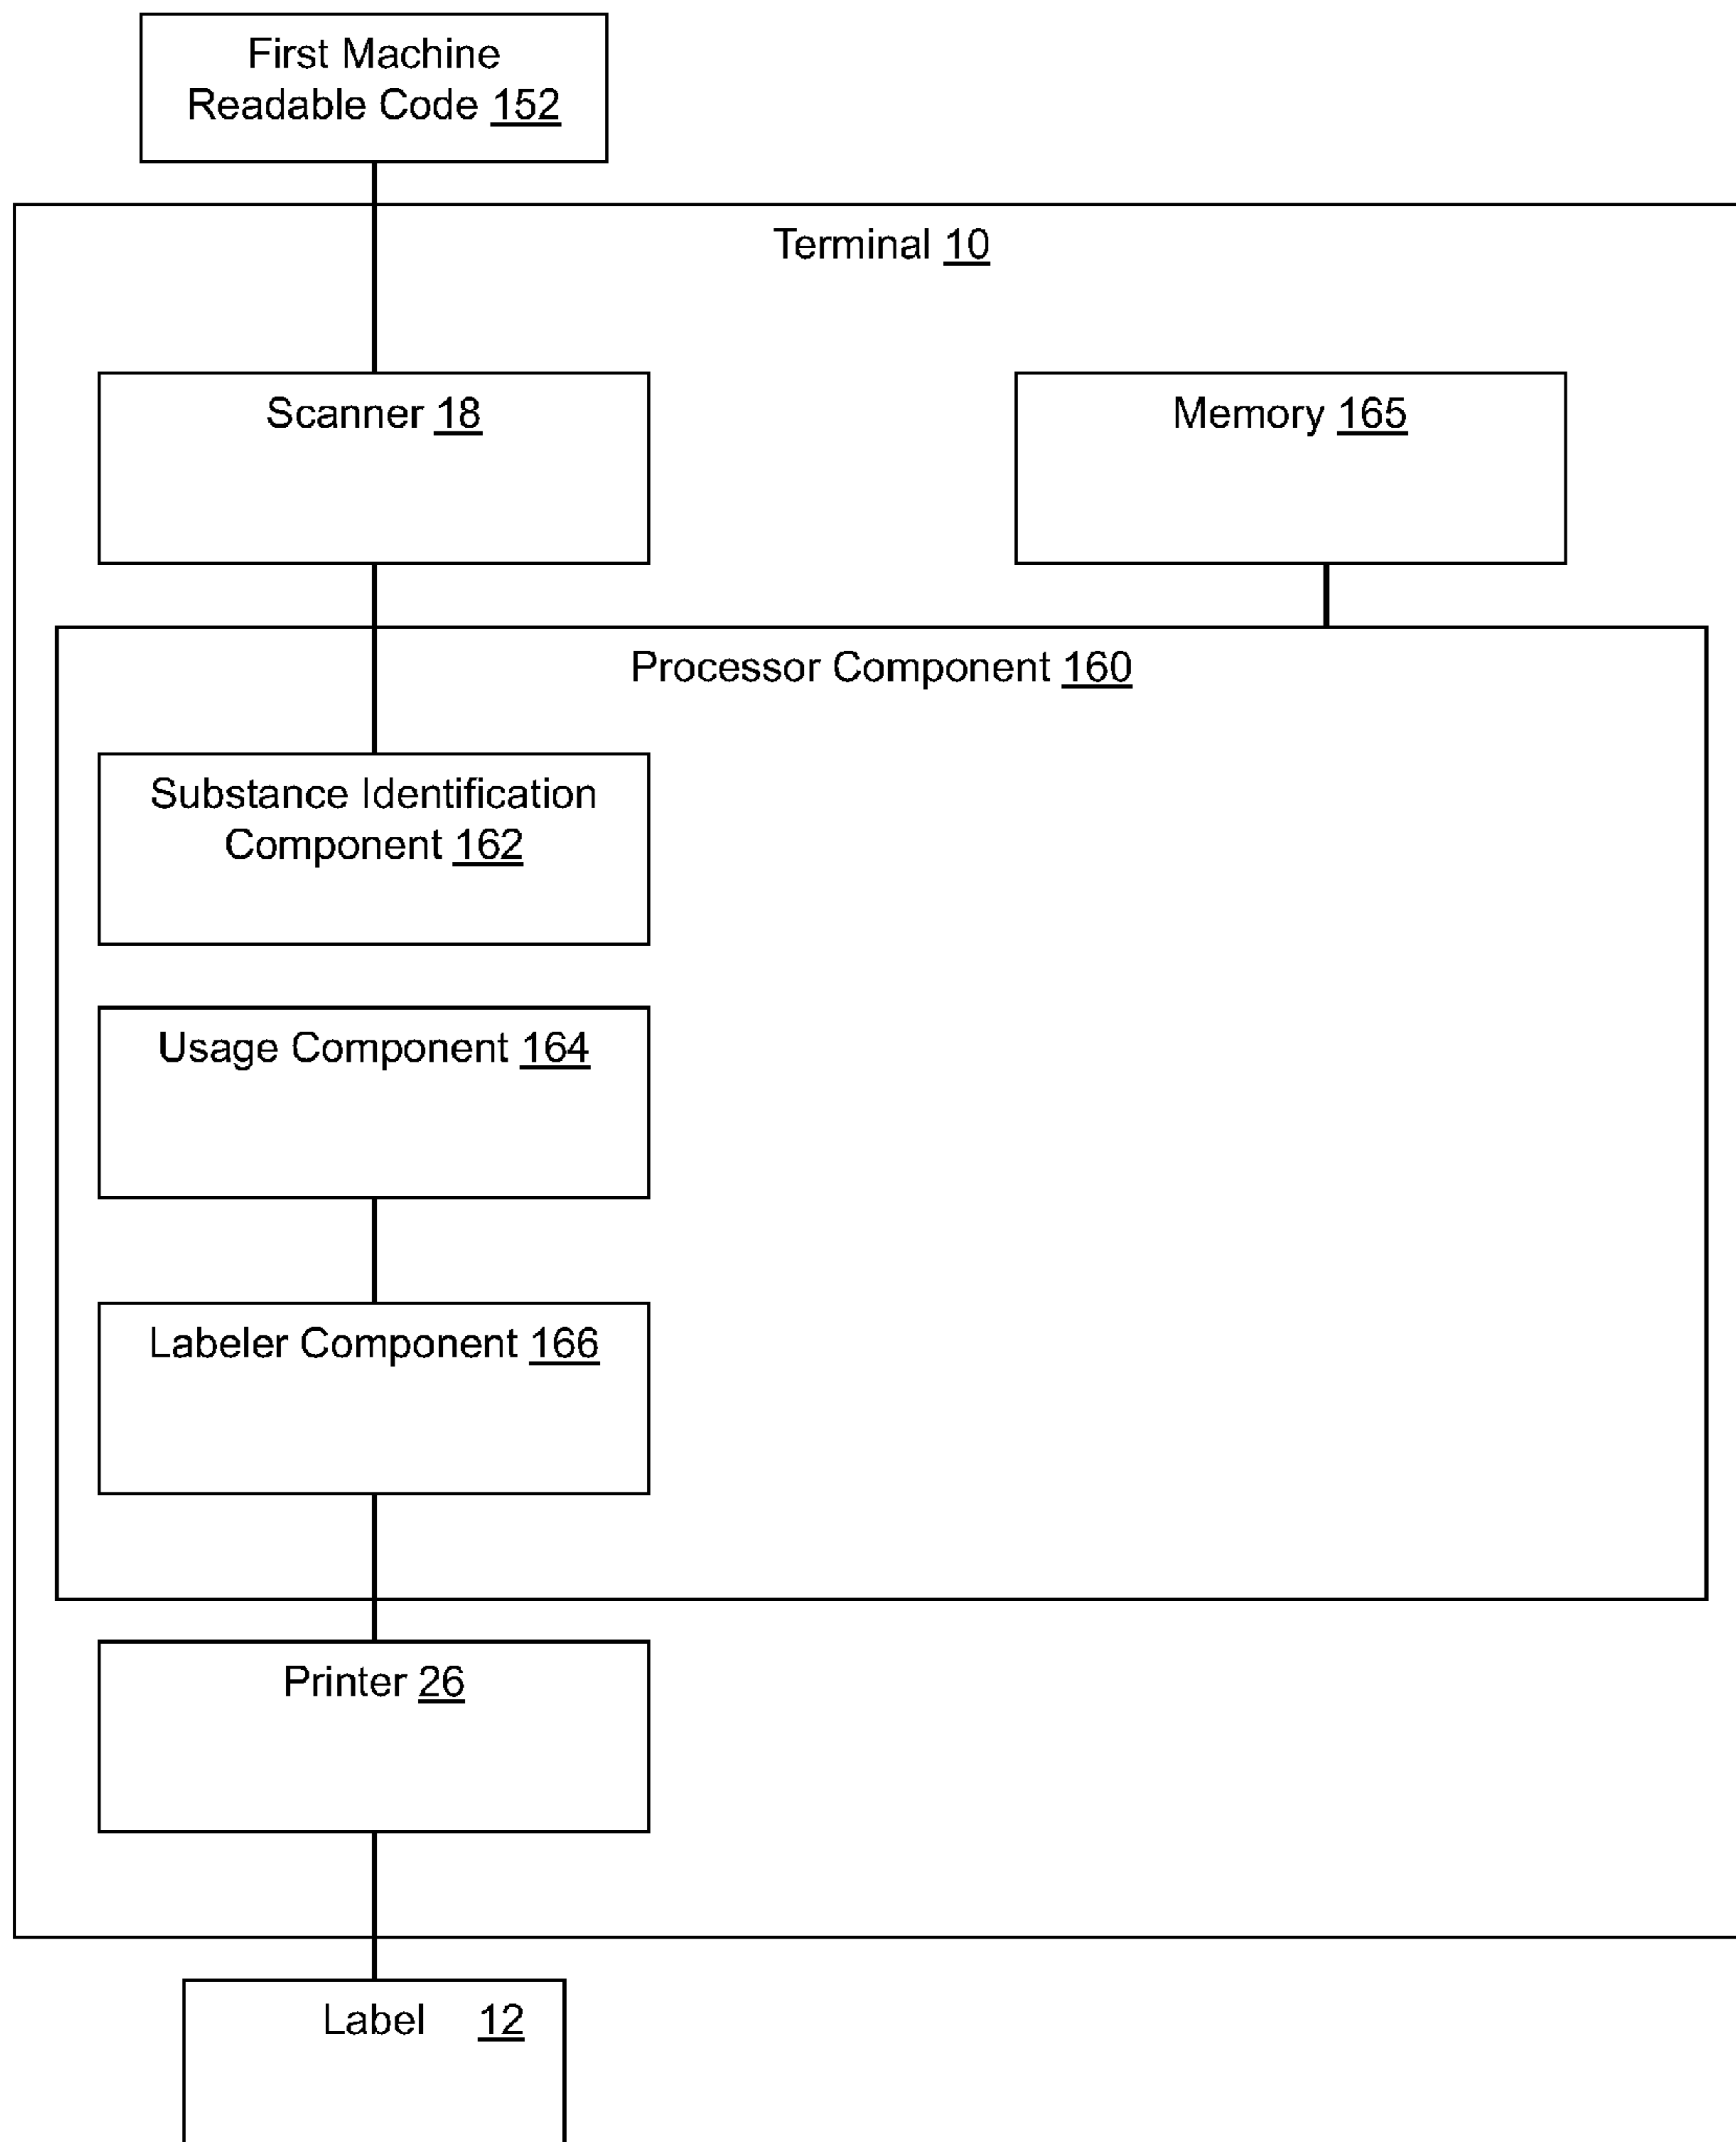 First Machine
Readable Code 152
Terminal 10
Scanner 18
Memory 165
Processor Component 160
Substance Identification
Component 162
Usage Component 164
Labeler Component 166
Printer 26
Label 12